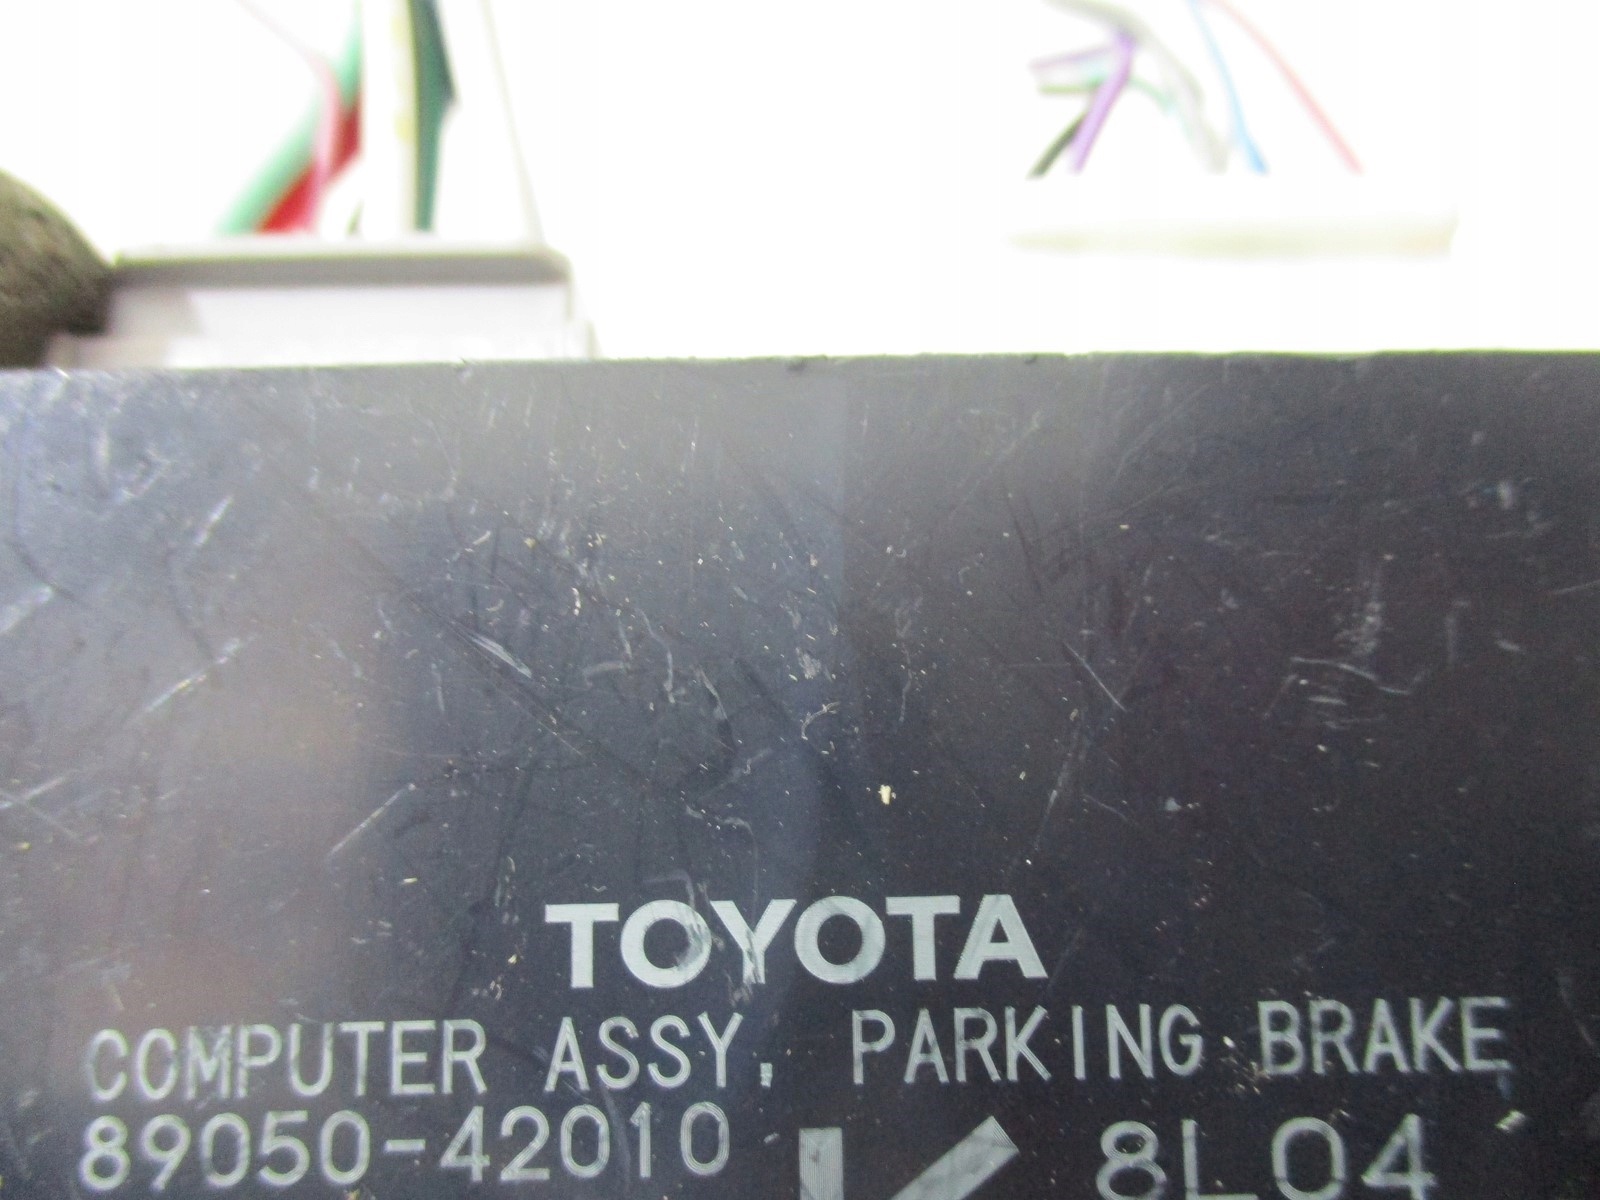 TOYOTA
COMPUTER ASSY, PARKING BRAKE
89050-42010 K 8L04